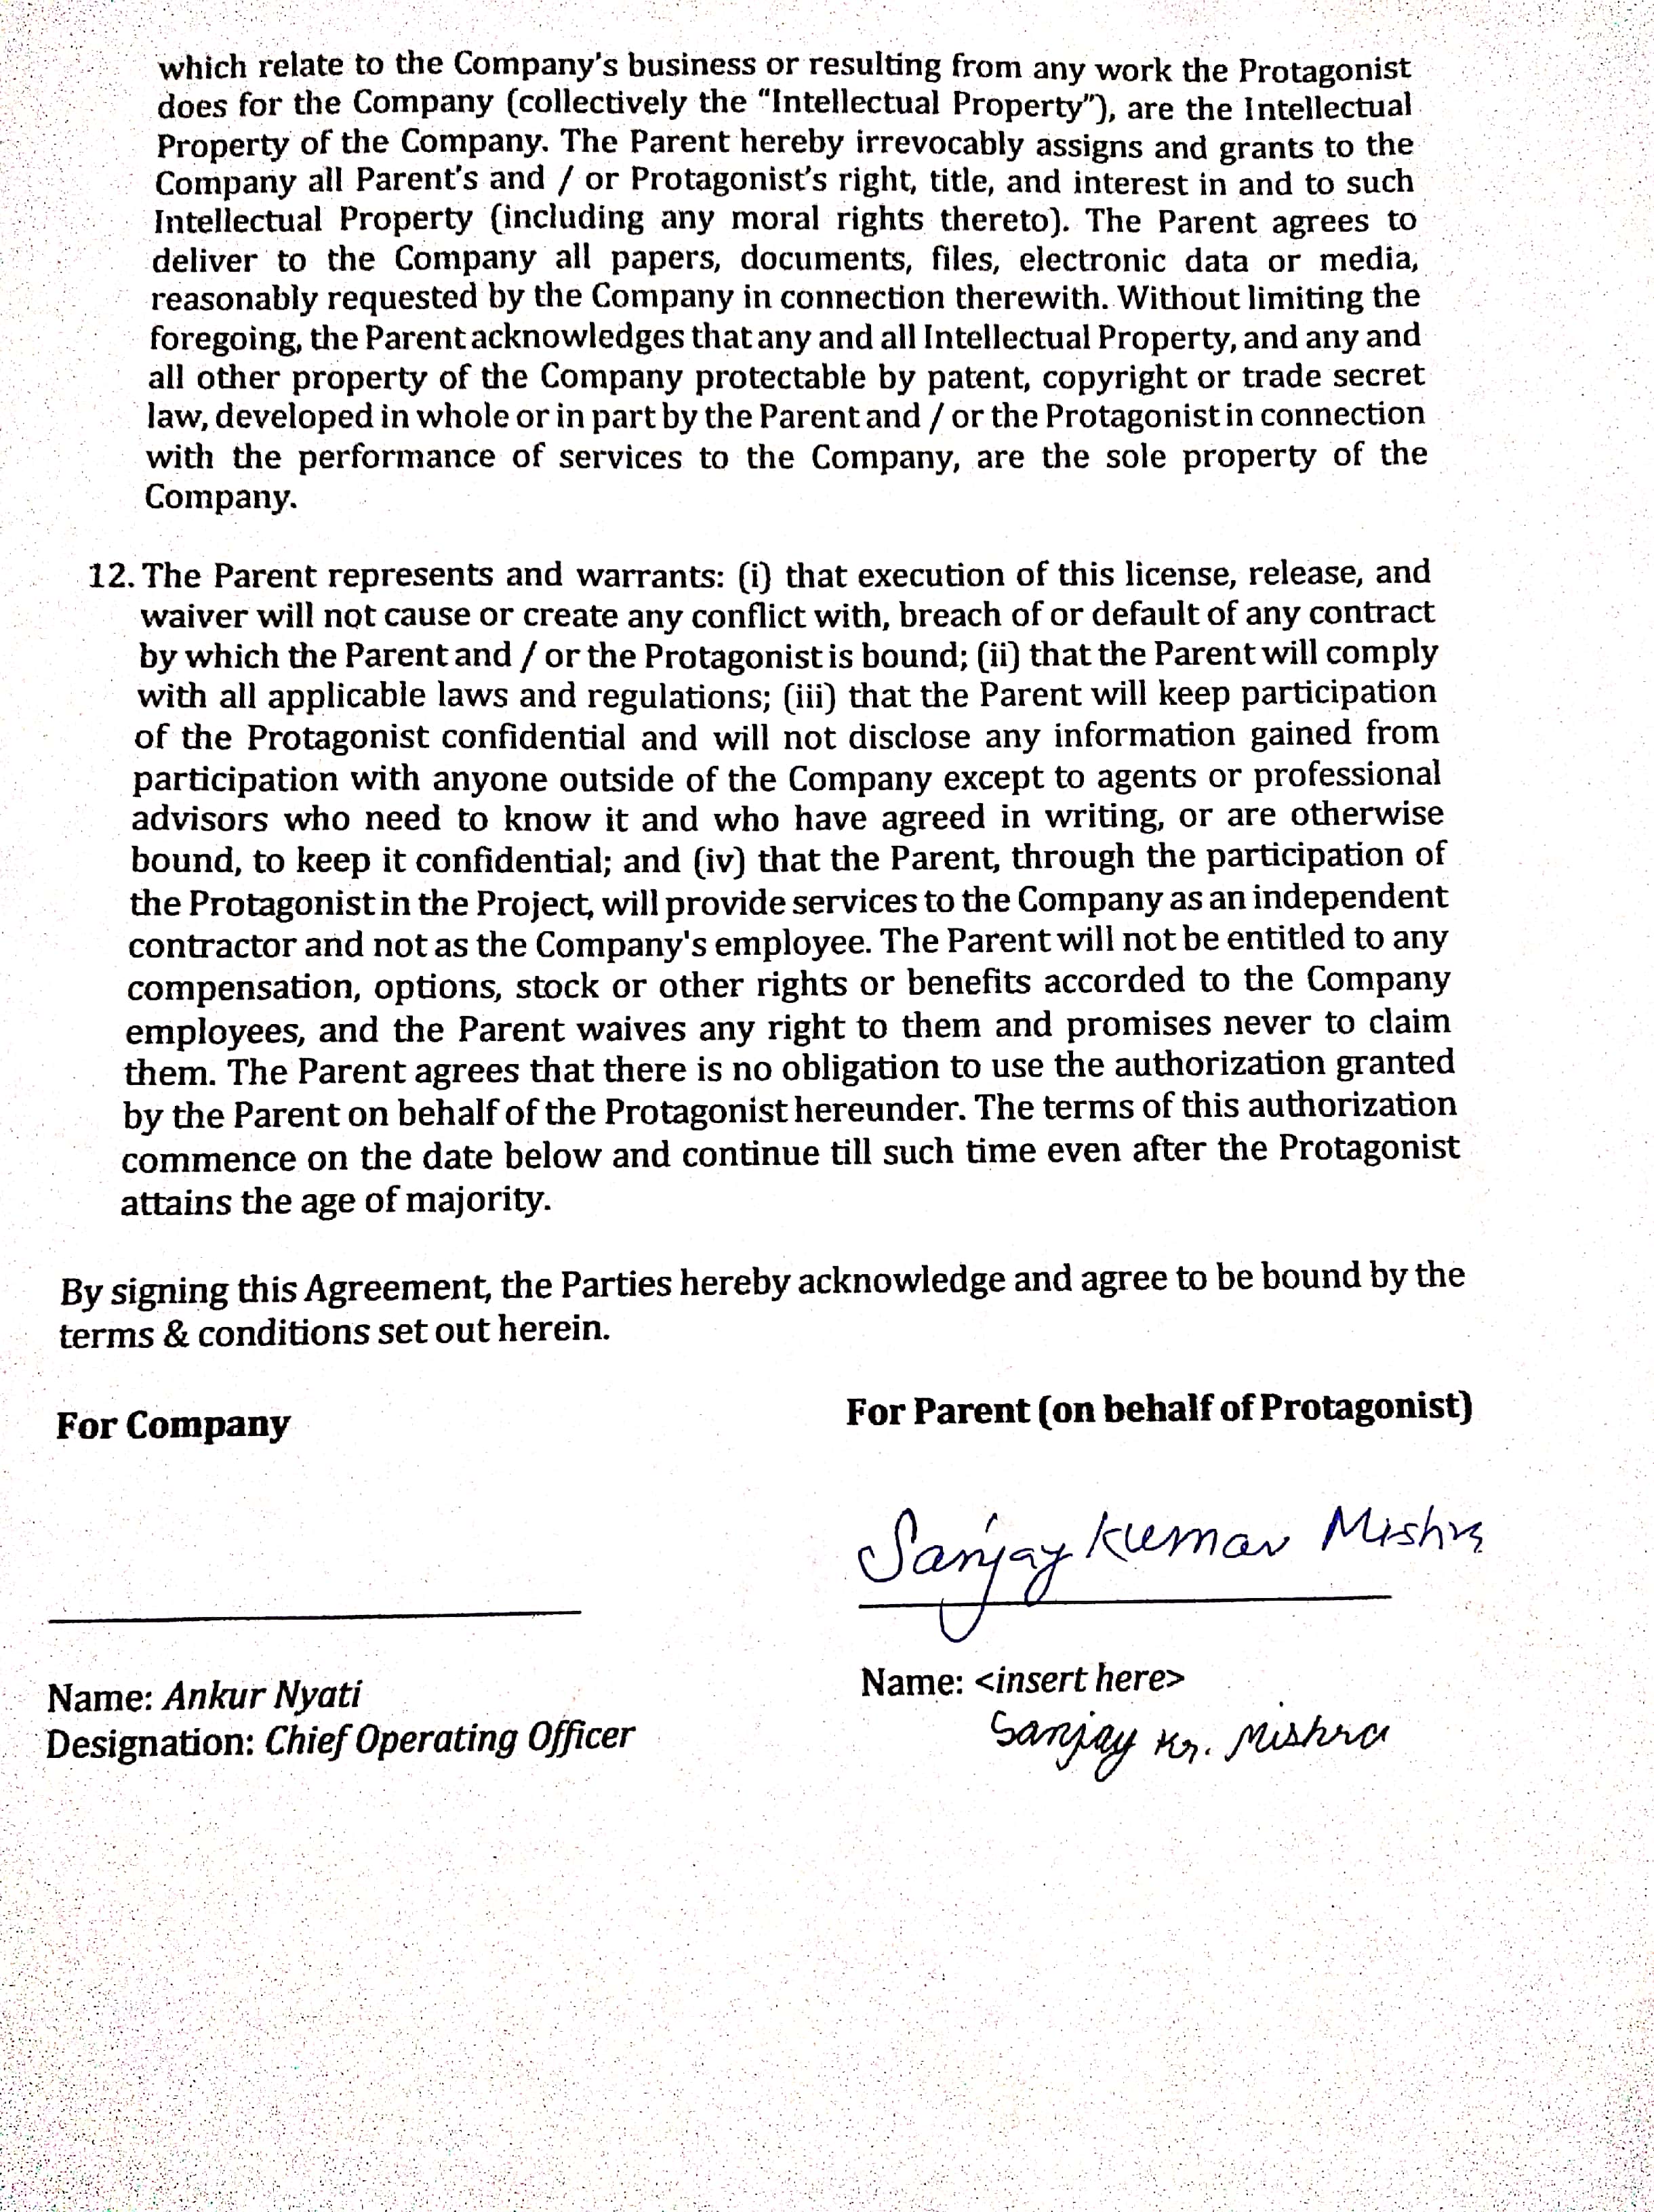 which relate to the Company's business or resulting from any work the Protagonist
does for the Company (collectively the “Intellectual Property”), are the Intellectual
Property of the Company. The Parent hereby irrevocably assigns and grants to the
Company all Parent's and / or Protagonist's right, title, and interest in and to such
Intellectual Property (including any moral rights thereto). The Parent agrees to
deliver to the Company all papers, documents, files, electronic data or media,
reasonably requested by the Company in connection therewith. Without limiting the
foregoing, the Parent acknowledges that any and all Intellectual Property, and any and
all other property of the Company protectable by patent, copyright or trade secret
law, developed in whole or in part by the Parent and / or the Protagonist in connection
with the performance of services to the Company, are the sole property of the
Company.
12. The Parent represents and warrants: (i) that execution of this license, release, and
waiver will not cause or create any conflict with, breach of or default of any contract
by which the Parent and / or the Protagonist is bound; (ii) that the Parent will comply
with all applicable laws and regulations; (iii) that the Parent will keep participation
of the Protagonist confidential and will not disclose any information gained from
participation with anyone outside of the Company except to agents or professional
advisors who need to know it and who have agreed in writing, or are otherwise
bound, to keep it confidential; and (iv) that the Parent, through the participation of
the Protagonist in the Project, will provide services to the Company as an independent
contractor and not as the Company's employee. The Parent will not be entitled to any
compensation, options, stock or other rights or benefits accorded to the Company
employees, and the Parent waives any right to them and promises never to claim
them. The Parent agrees that there is no obligation to use the authorization granted
by the Parent on behalf of the Protagonist hereunder. The terms of this authorization
commence on the date below and continue till such time even after the Protagonist
attains the age of majority.
By signing this Agreement, the Parties hereby acknowledge and agree to be bound by the
terms & conditions set out herein.
For Company
For Parent (on behalf of Protagonist)
Sanjay Kumar Mishra
Name: Ankur Nyati
Designation: Chief Operating Officer
Name: <insert here>
Sanjay Kr. Mishra